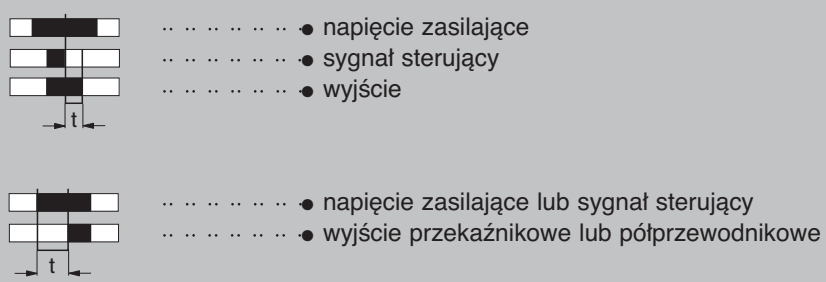 napięcie zasilające
sygnał sterujący
wyjście
t
napięcie zasilające lub sygnał sterujący
wyjście przekaźnikowe lub półprzewodnikowe
t